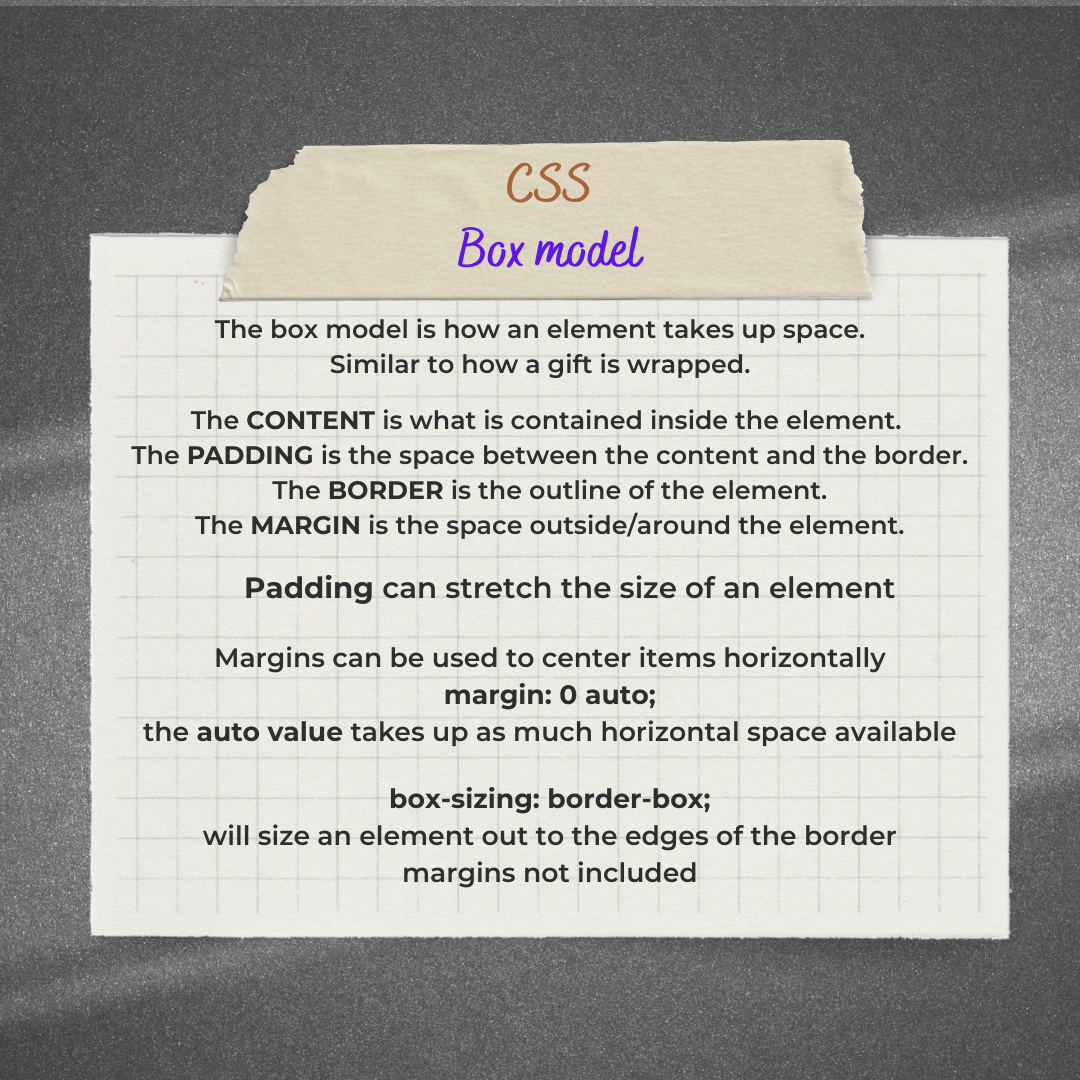 CSS
Box model
The box model is how an element takes up space.
Similar to how a gift is wrapped.
The CONTENT is what is contained inside the element.
The PADDING is the space between the content and the border.
The BORDER is the outline of the element.
The MARGIN is the space outside/around the element.
Padding can stretch the size of an element
Margins can be used to center items horizontally
margin: 0 auto;
the auto value takes up as much horizontal space available
box-sizing: border-box;
will size an element out to the edges of the border
margins not included